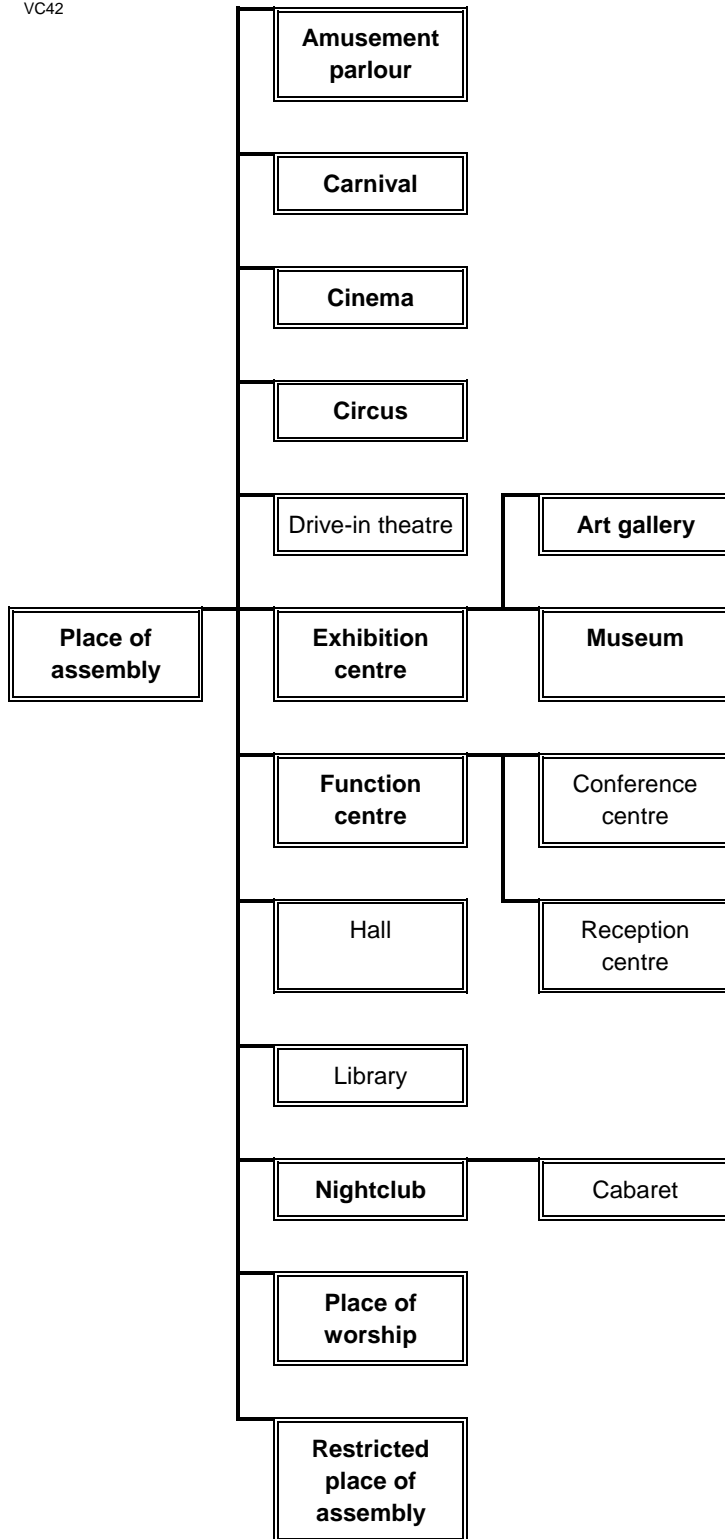 VC42
Amusement
parlour
Carnival
Cinema
Circus
Drive-in theatre
Art gallery
Place of
assembly
Exhibition
centre
Museum
Function
centre
Conference
centre
Hall
Reception
centre
Library
Nightclub
Cabaret
Place of
worship
Restricted
place of
assembly